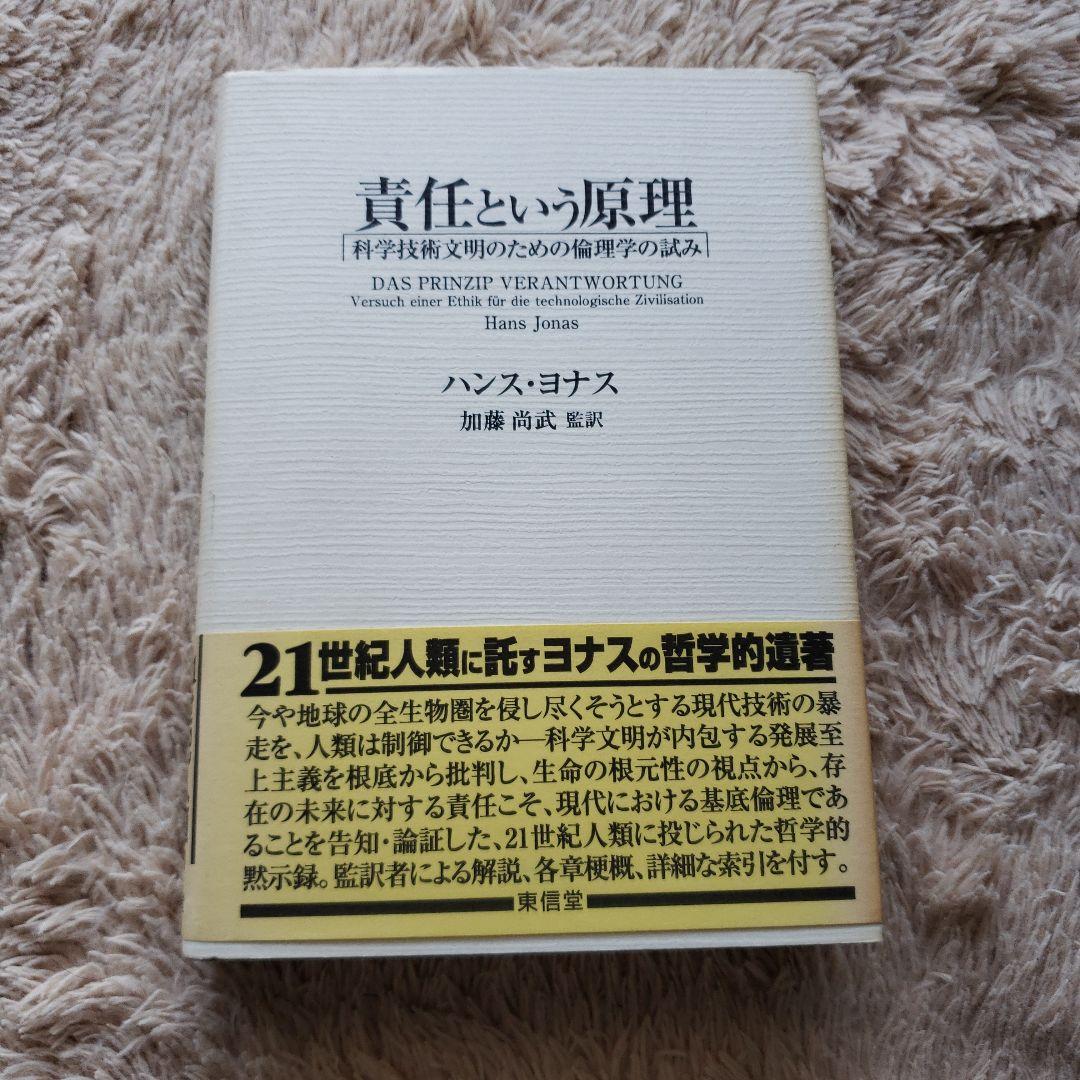 責任という原理
科学技術文明のための倫理学の試み
DAS PRINZIP VERANTWORTUNG
Versuch einer Ethik für die technologische Zivilisation
Hans Jonas
ハンス・ヨナス
加藤 尚武 監訳
21世紀人類に託すヨナスの哲学的遺著
今や地球の全生物圏を侵し尽くそうとする現代技術の暴
走を、人類は制御できるか―科学文明が内包する発展至
上主義を根底から批判し、生命の根元性の視点から、存
在の未来に対する責任こそ、現代における基底倫理であ
ることを告知・論証した、21世紀人類に投じられた哲学的
黙示録。監訳者による解説、各章梗概、詳細な索引を付す。
東信堂